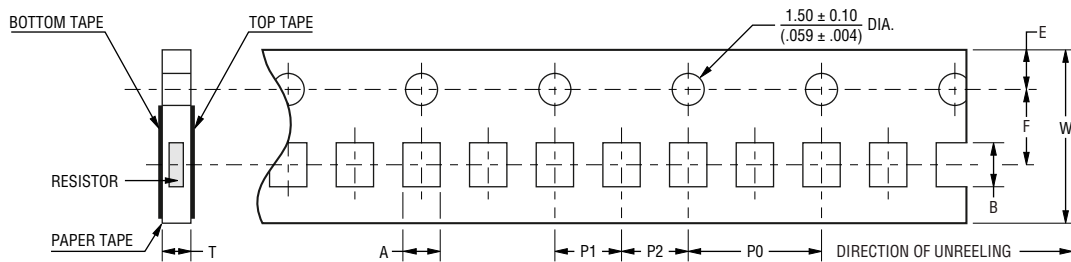 BOTTOM TAPE
TOP TAPE
1.50 ± 0.10
(.059 ± .004)
DIA.
E
F
W
RESISTOR
B
PAPER TAPE
T
A
P1
P2
P0
DIRECTION OF UNREELING